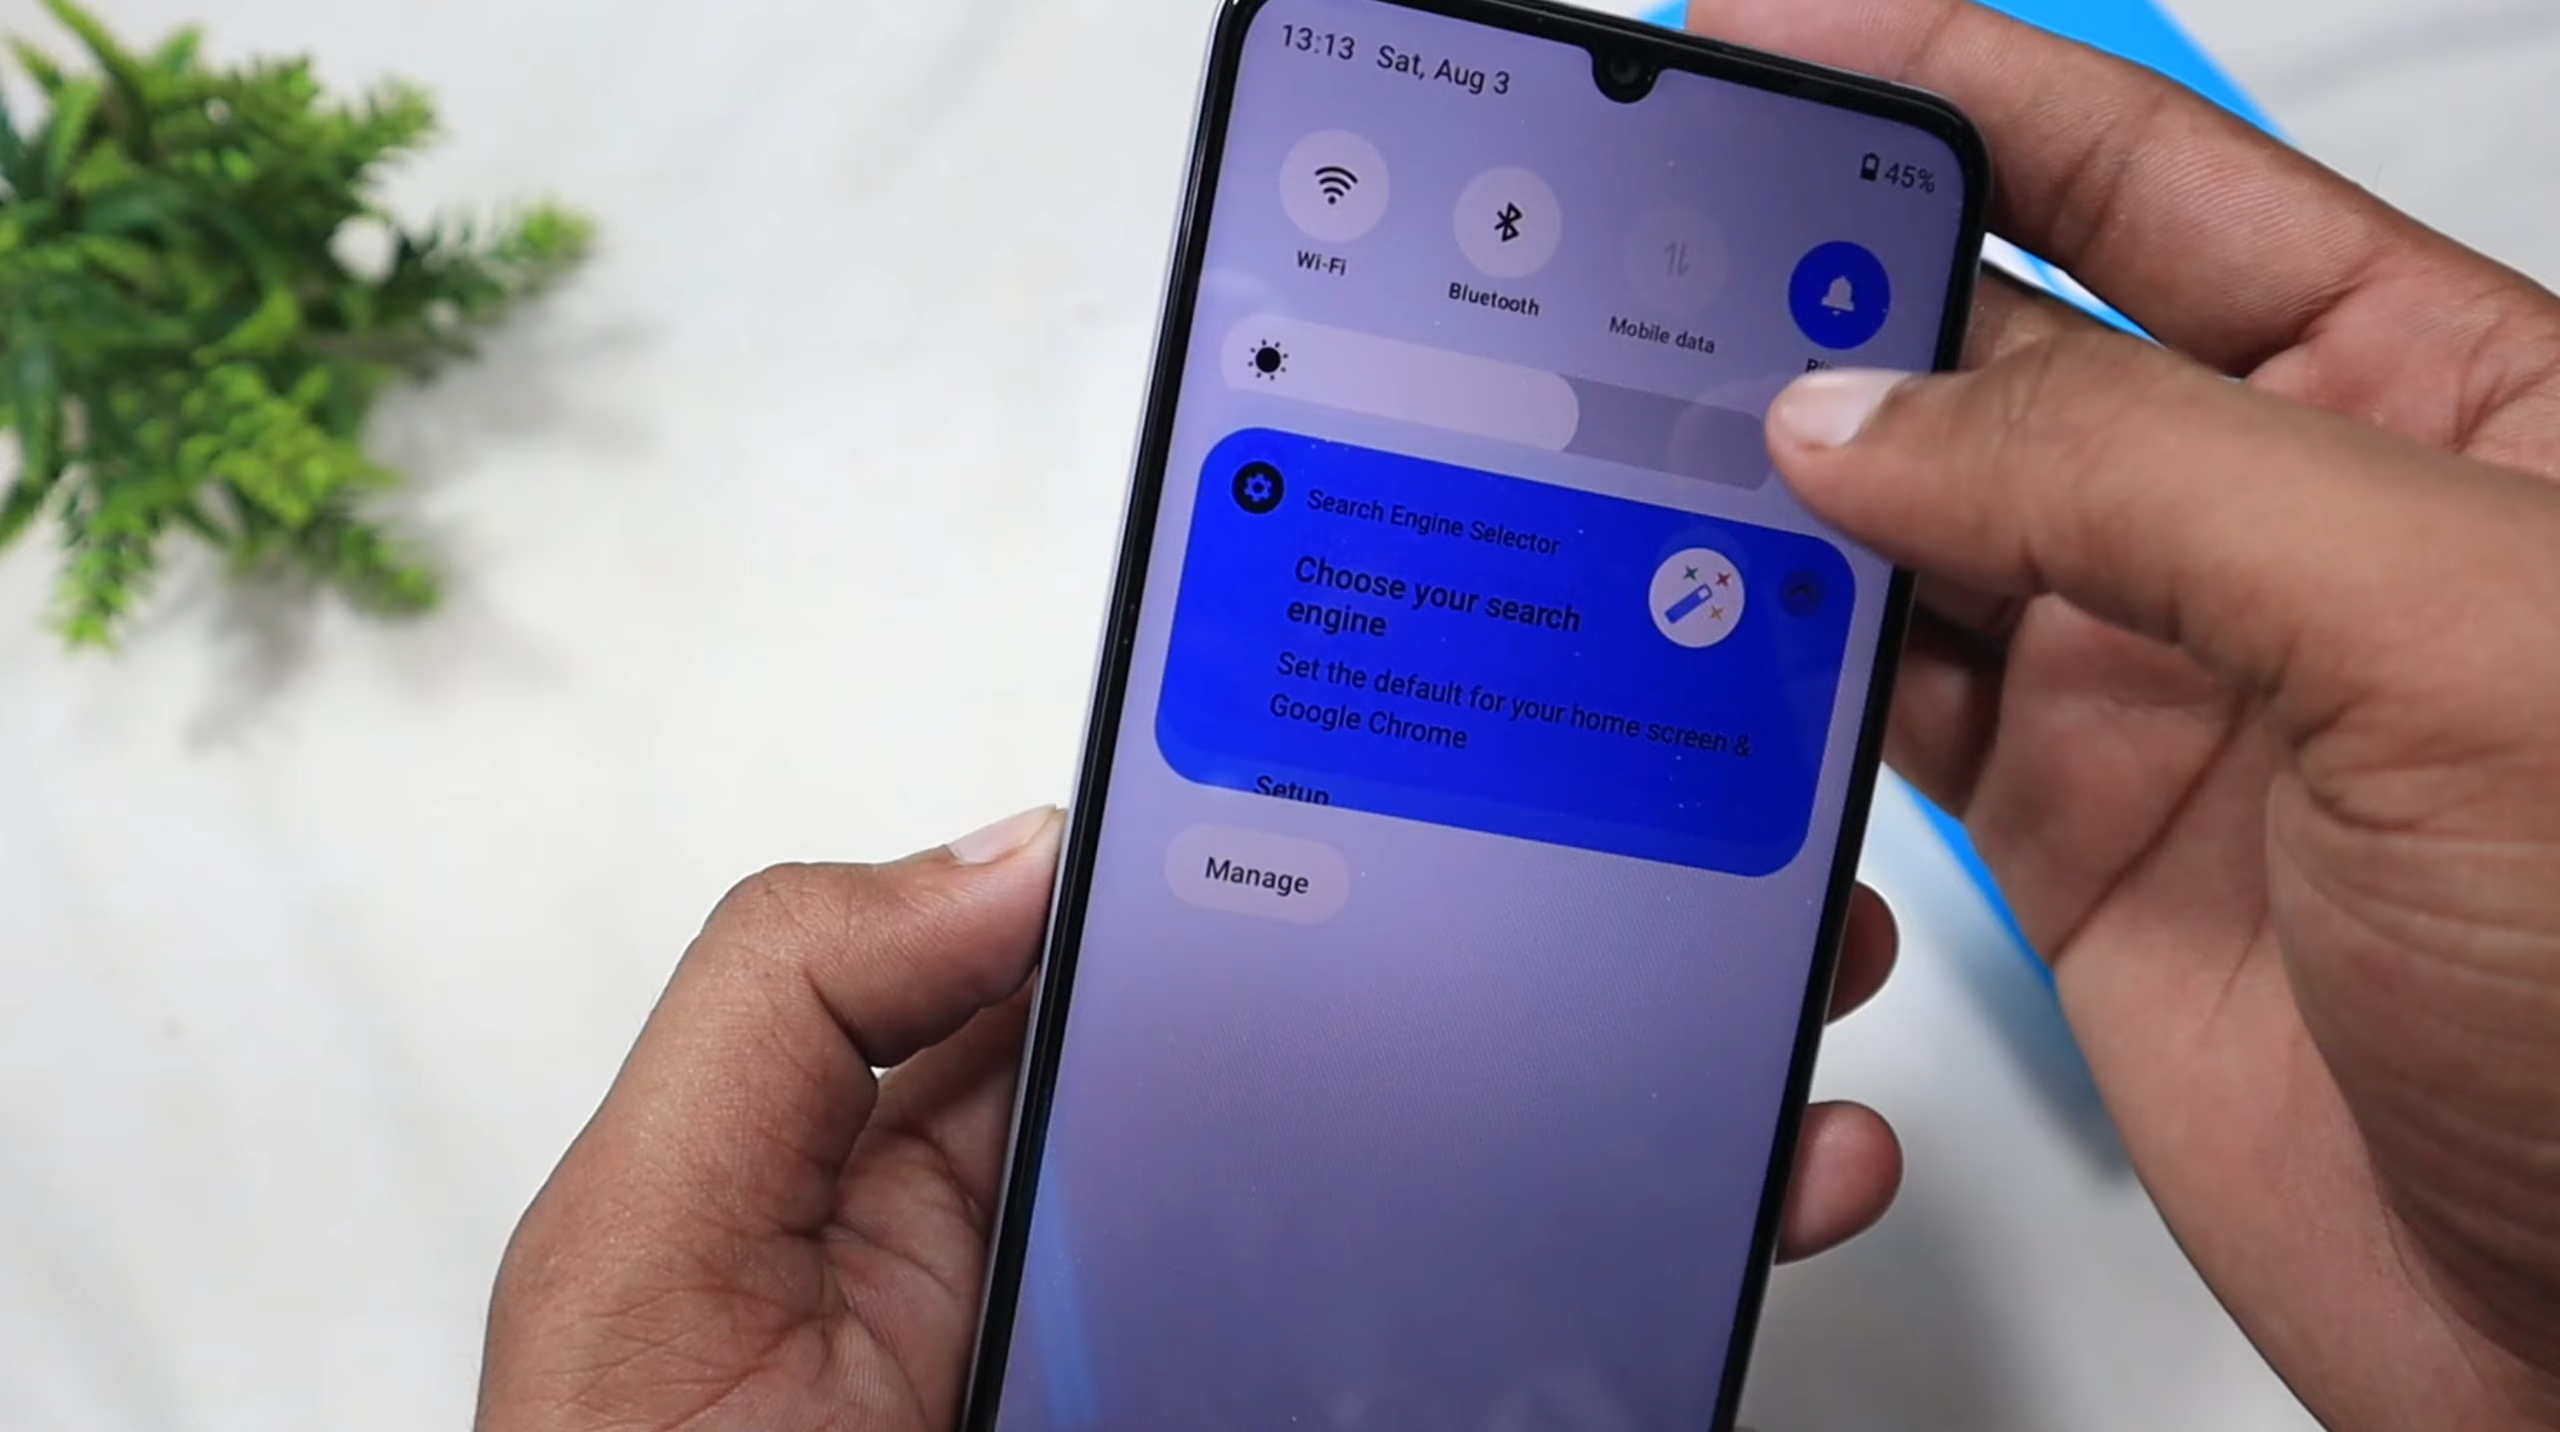 13:13 Sat, Aug 3
45%
Wi-Fi
Bluetooth
Mobile data
Search Engine Selector
Choose your search
engine
Set the default for your home screen &
Google Chrome
Setup
Manage